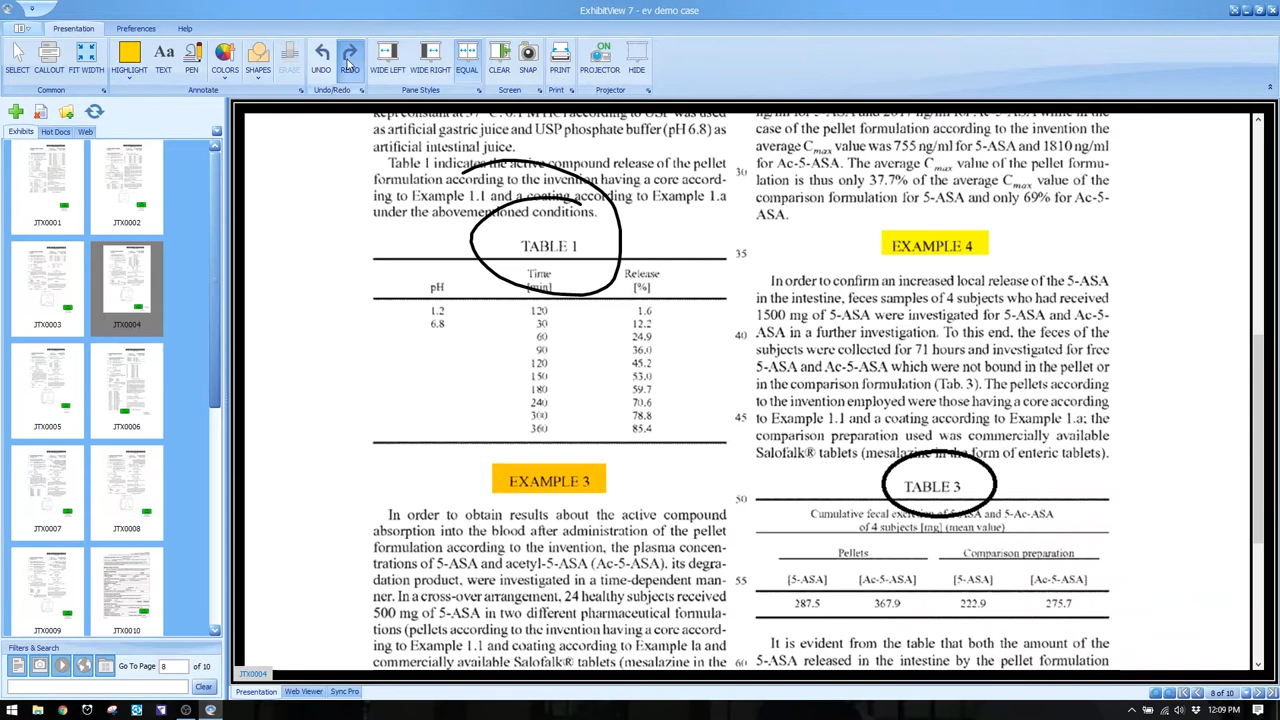 ExhibitView 7 - ev demo case
Presentation
Preferences
Help
SELECT
CALLOUT
FIT WIDTH
HIGHLIGHT
TEXT
PEN
COLORS
SHAPES
ERASE
UNDO
REDO
WIDE LEFT
WIDE RIGHT
EQUAL
CLEAR
SNAP
PRINT
PROJECTOR
HIDE
Common
Annotate
Undo/Redo
Pane Styles
Screen
Print
Projector
Exhibits
Hot Docs
Web
JTX0001
JTX0002
JTX0003
JTX0004
JTX0005
JTX0006
JTX0007
JTX0008
JTX0009
JTX0010
Filters & Search
Go To Page 8 of 10
Clear
as artificial gastric juice and USP phosphate buffer (pH 6.8) as
artificial intestinal juice.
Table 1 indicates the active compound release of the pellet
formulation according to the invention having a core accord-
ing to Example 1.1 and a coating according to Example 1.a
under the abovementioned conditions.
TABLE 1
pH Time [min] Release [%]
1.2 120 1.6
6.8 30 12.2
60 24.9
90 36.0
120 45.2
150 53.0
180 59.7
240 70.6
300 78.8
360 85.4
EXAMPLE 3
In order to obtain results about the active compound
absorption into the blood after administration of the pellet
formulation according to the invention, the plasma concen-
trations of 5-ASA and acetyl-5-ASA (Ac-5-ASA), its degra-
dation product, were investigated in a time-dependent man-
ner. In a cross-over arrangement, 24 healthy subjects received
500 mg of 5-ASA in two different pharmaceutical formula-
tions (pellets according to the invention having a core accord-
ing to Example 1.1 and coating according to Example 1a and
commercially available Salofalk® tablets (mesalazine in the
30
35
40
45
50
55
60
case of the pellet formulation according to the invention the
average Cmax value was 755 ng/ml for 5-ASA and 1810 ng/ml
for Ac-5-ASA. The average Cmax value of the pellet formu-
lation is thus only 37.7% of the average Cmax value of the
comparison formulation for 5-ASA and only 69% for Ac-5-
ASA.
EXAMPLE 4
In order to confirm an increased local release of the 5-ASA
in the intestine, feces samples of 4 subjects who had received
1500 mg of 5-ASA were investigated for 5-ASA and Ac-5-
ASA in a further investigation. To this end, the feces of the
subjects were collected for 71 hours and investigated for free
5-ASA and Ac-5-ASA which were not bound in the pellet or
in the comparison formulation (Tab. 3). The pellets according
to the invention employed were those having a core according
to Example 1.1 and a coating according to Example 1.a; the
comparison preparation used was commercially available
Salofalk® tablets (mesalazine in the form of enteric tablets).
TABLE 3
Cumulative fecal excretion of 5-ASA and 5-Ac-ASA
of 4 subjects [mg] (mean value)
Pellets Comparison preparation
[5-ASA] [Ac-5-ASA] [5-ASA] [Ac-5-ASA]
287.5 367.9 222.9 275.7
It is evident from the table that both the amount of the
5-ASA released in the intestine by the pellet formulation
JTX0004
Presentation
Web Viewer
Sync Pro
8 of 10
12:09 PM